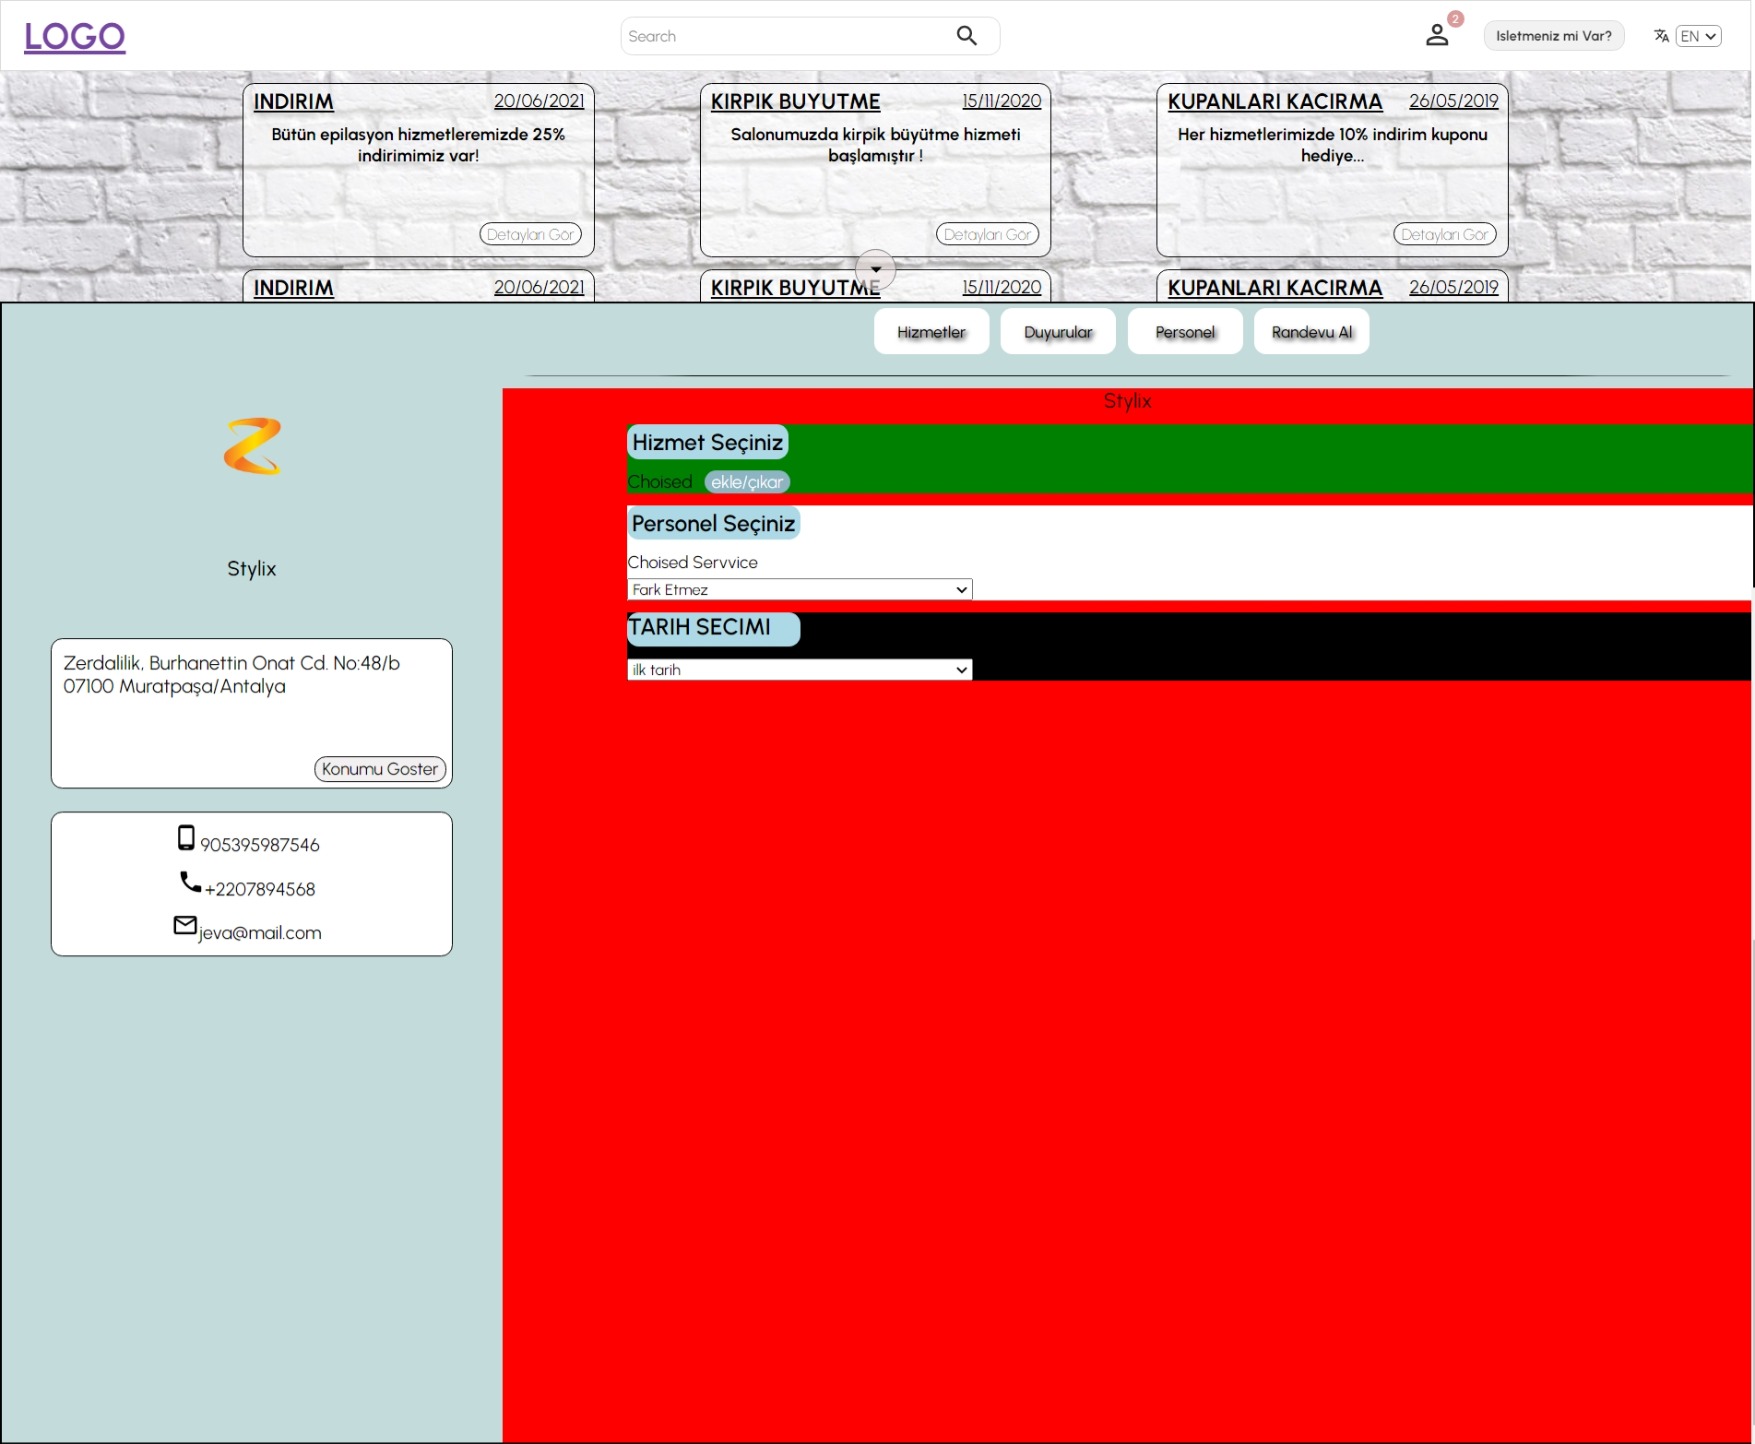 LOGO
Search
2
Isletmeniz mi Var?
EN
INDIRIM 20/06/2021
Bütün epilasyon hizmetleremizde 25%
indirimimiz var!
Detayları Gör
KIRPIK BUYUTME 15/11/2020
Salonumuzda kirpik büyütme hizmeti
başlamıştır !
Detayları Gör
KUPANLARI KACIRMA 26/05/2019
Her hizmetlerimizde 10% indirim kuponu
hediye...
Detayları Gör
INDIRIM 20/06/2021
KIRPIK BUYUTME 15/11/2020
KUPANLARI KACIRMA 26/05/2019
Hizmetler
Duyurular
Personel
Randevu Al
Stylix
Zerdalilik, Burhanettin Onat Cd. No:48/b
07100 Muratpaşa/Antalya
Konumu Goster
905395987546
+2207894568
jeva@mail.com
Stylix
Hizmet Seçiniz
Choised ekle/çıkar
Personel Seçiniz
Choised Servvice
Fark Etmez
TARIH SECIMI
ilk tarih